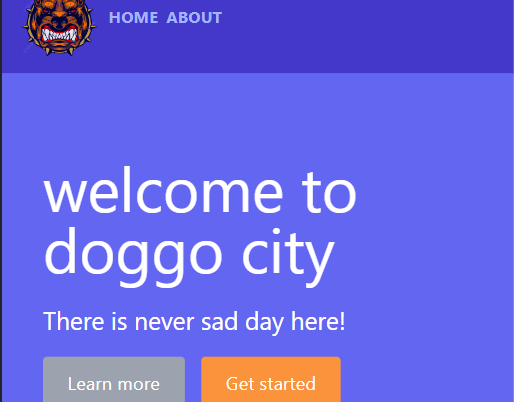 HOME ABOUT
welcome to
doggo city
There is never sad day here!
Learn more Get started